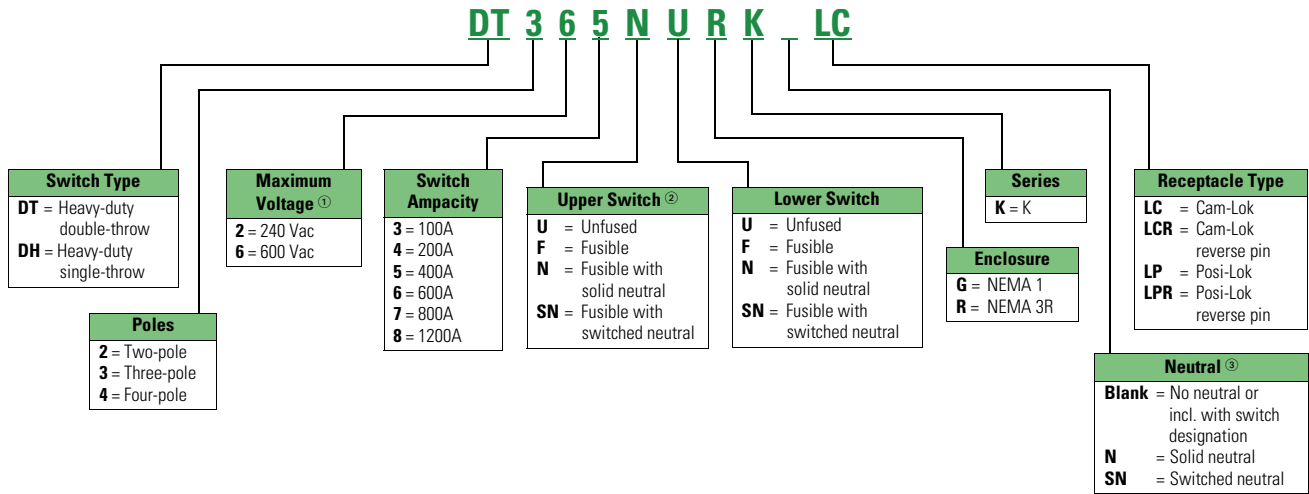 DT 3 6 5 N U R K _ LC
Switch Type
DT = Heavy-duty
double-throw
DH = Heavy-duty
single-throw
Poles
2 = Two-pole
3 = Three-pole
4 = Four-pole
Maximum
Voltage ①
2 = 240 Vac
6 = 600 Vac
Switch
Ampacity
3 = 100A
4 = 200A
5 = 400A
6 = 600A
7 = 800A
8 = 1200A
Upper Switch ②
U = Unfused
F = Fusible
N = Fusible with
solid neutral
SN = Fusible with
switched neutral
Lower Switch
U = Unfused
F = Fusible
N = Fusible with
solid neutral
SN = Fusible with
switched neutral
Enclosure
G = NEMA 1
R = NEMA 3R
Series
K = K
Receptacle Type
LC = Cam-Lok
LCR = Cam-Lok
reverse pin
LP = Posi-Lok
LPR = Posi-Lok
reverse pin
Neutral ③
Blank = No neutral or
incl. with switch
designation
N = Solid neutral
SN = Switched neutral